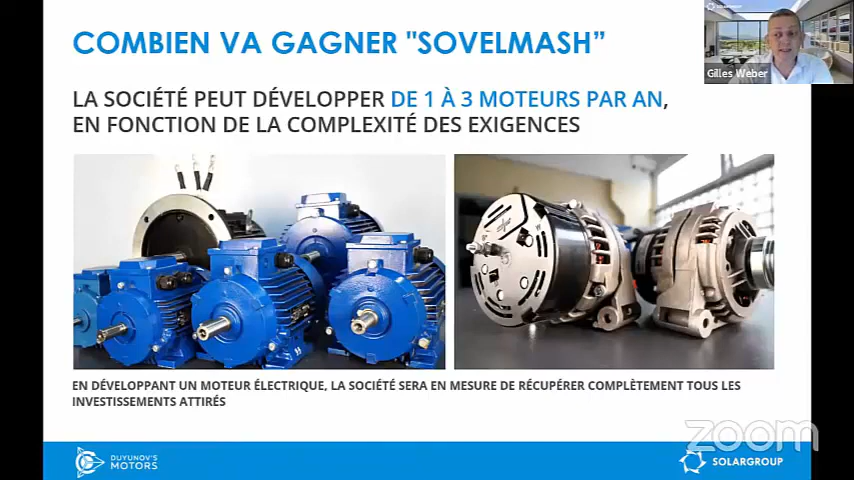 COMBIEN VA GAGNER "SOVELMASH”
Gilles Weber
LA SOCIÉTÉ PEUT DÉVELOPPER DE 1 À 3 MOTEURS PAR AN,
EN FONCTION DE LA COMPLEXITÉ DES EXIGENCES
EN DÉVELOPPANT UN MOTEUR ÉLECTRIQUE, LA SOCIÉTÉ SERA EN MESURE DE RÉCUPÉRER COMPLÈTEMENT TOUS LES
INVESTISSEMENTS ATTIRÉS
zoom
DUYUNOV'S
MOTORS
SOLARGROUP